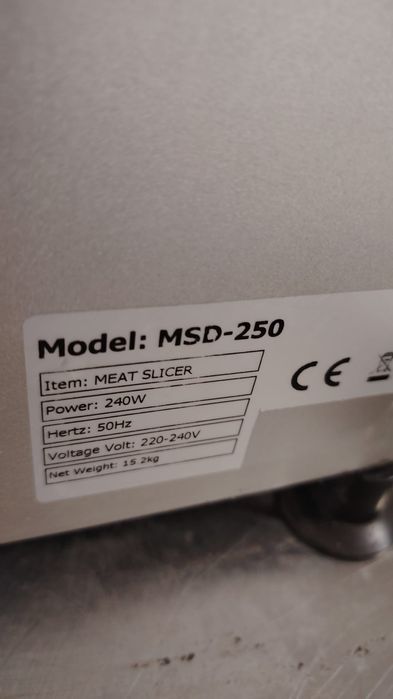 Model: MSD-250
Item: MEAT SLICER
Power: 240W
Hertz: 50Hz
Voltage Volt: 220-240V
Net Weight: 15.2kg
CE